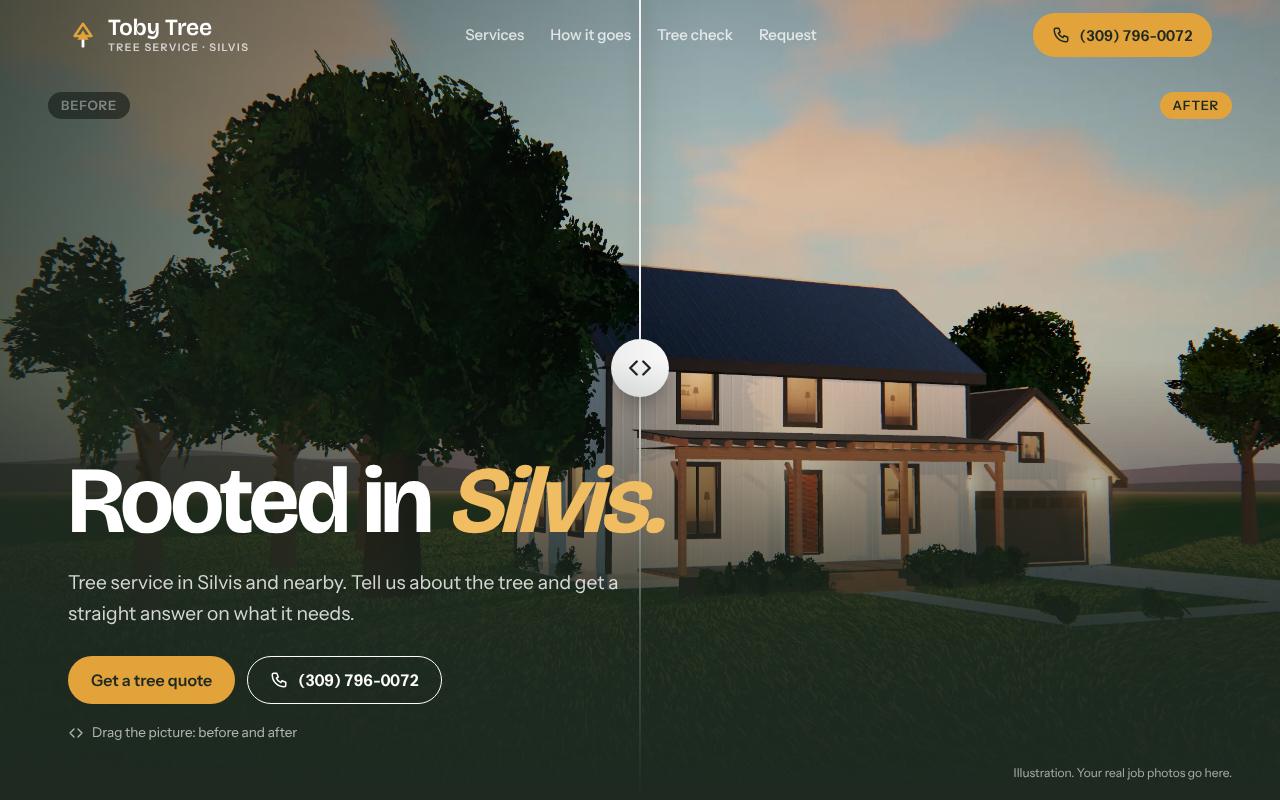 Toby Tree
TREE SERVICE · SILVIS
Services
How it goes
Tree check
Request
(309) 796-0072
BEFORE
AFTER
Rooted in Silvis.
Tree service in Silvis and nearby. Tell us about the tree and get a
straight answer on what it needs.
Get a tree quote
(309) 796-0072
Drag the picture: before and after
Illustration. Your real job photos go here.